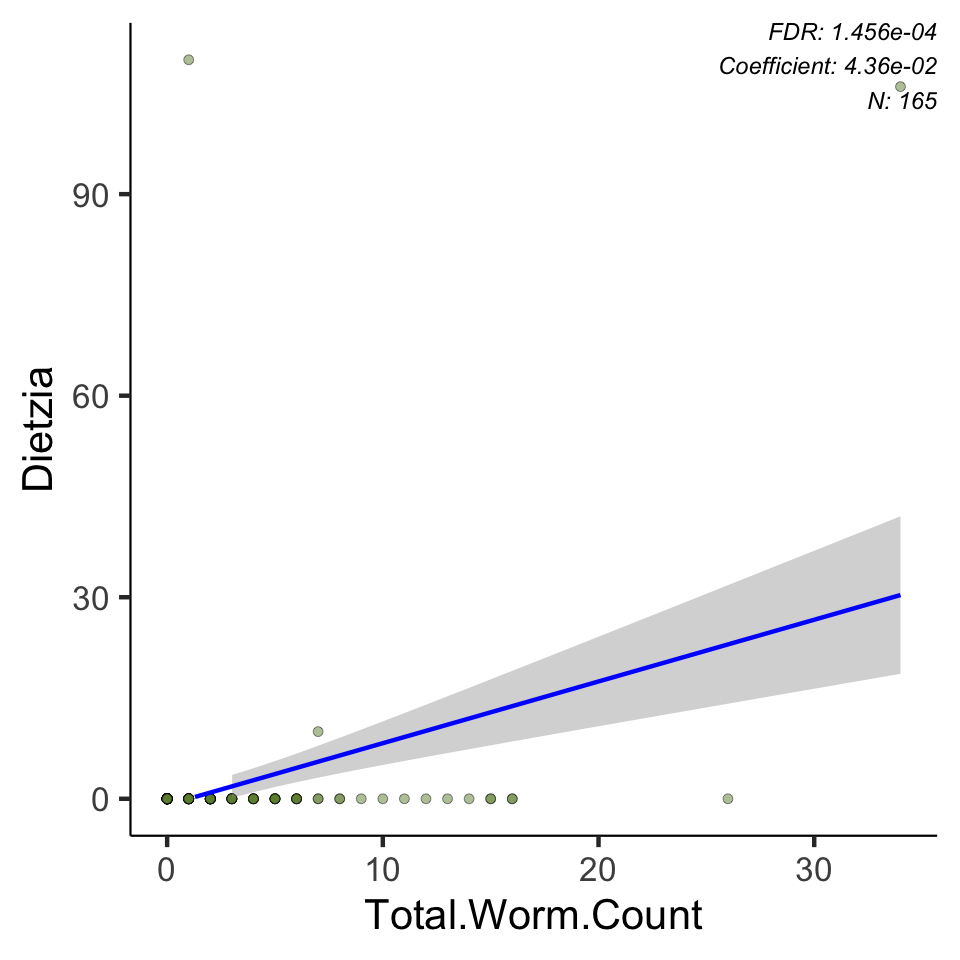 FDR: 1.456e-04
Coefficient: 4.36e-02
N: 165
90
60
30
0
Dietzia
0 10 20 30
Total.Worm.Count